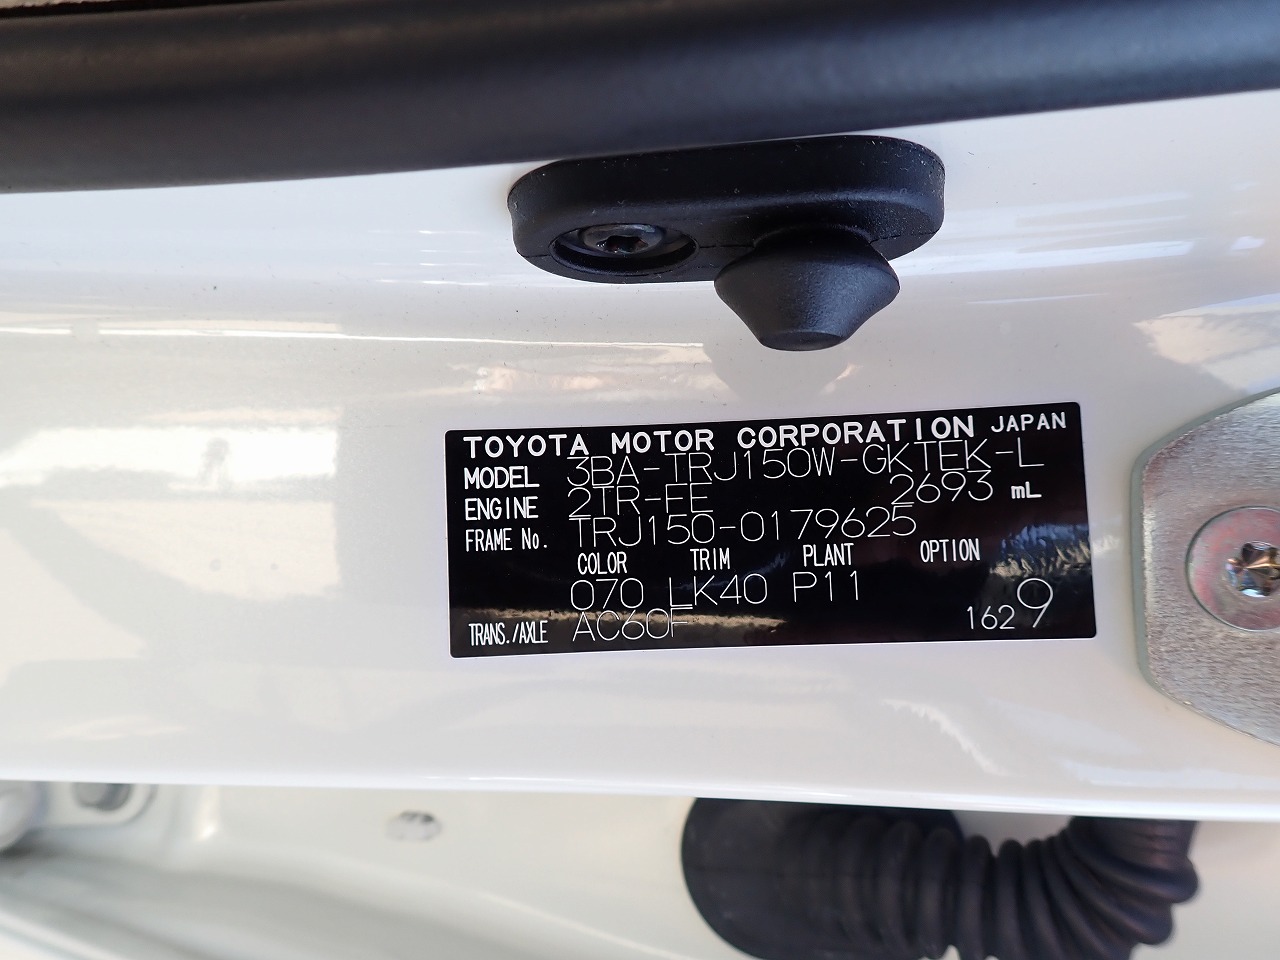 TOYOTA MOTOR CORPORATION JAPAN
MODEL 3BA-TRJ150W-GKTEK-L
ENGINE 2TR-FE 2693 mL
FRAME No. TRJ150-0179625
COLOR TRIM PLANT OPTION
070 LK40 P11
TRANS./AXLE AC60F 1629